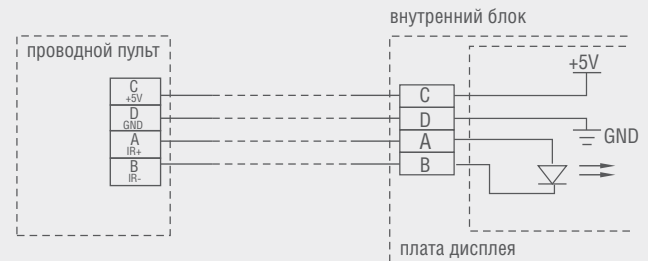 внутренний блок
проводной пульт
+5V
C
+5V
D
GND
A
IR+
B
IR-
C
D
A
B
GND
плата дисплея